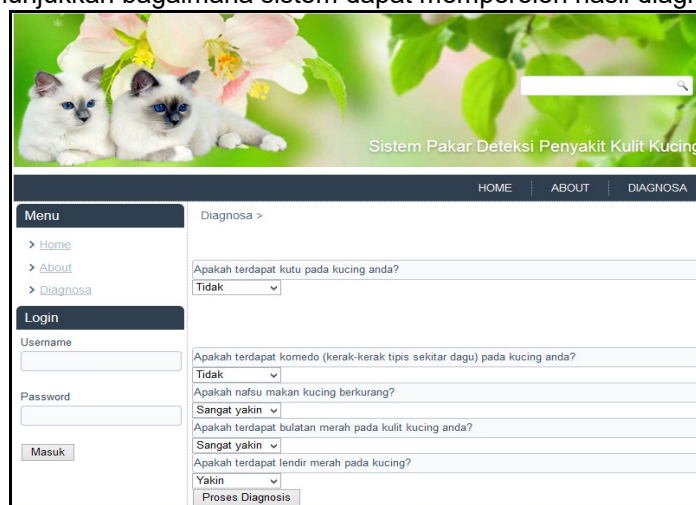 nunjukkan bagaimana sistem dapat memperoleh hasil diagn
Sistem Pakar Deteksi Penyakit Kulit Kucing
HOME ABOUT DIAGNOSA
Menu
> Home
> About
> Diagnosa
Login
Username
Password
Masuk
Diagnosa >
Apakah terdapat kutu pada kucing anda?
Tidak
Apakah terdapat komedo (kerak-kerak tipis sekitar dagu) pada kucing anda?
Tidak
Apakah nafsu makan kucing berkurang?
Sangat yakin
Apakah terdapat bulatan merah pada kulit kucing anda?
Sangat yakin
Apakah terdapat lendir merah pada kucing?
Yakin
Proses Diagnosis